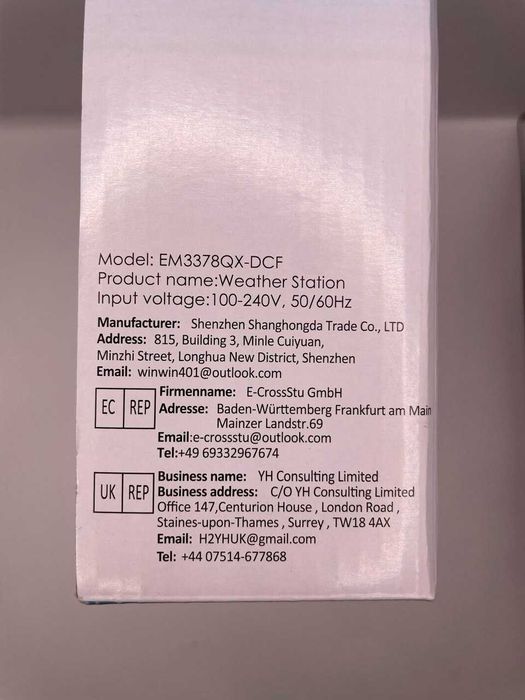 Model: EM3378QX-DCF
Product name:Weather Station
Input voltage:100-240V, 50/60Hz
Manufacturer: Shenzhen Shanghongda Trade Co., LTD
Address: 815, Building 3, Minle Cuiyuan,
Minzhi Street, Longhua New District, Shenzhen
Email: winwin401@outlook.com
EC REP
Firmenname: E-CrossStu GmbH
Adresse: Baden-Württemberg Frankfurt am Main
Mainzer Landstr.69
Email:e-crossstu@outlook.com
Tel:+49 69332967674
UK REP
Business name: YH Consulting Limited
Business address: C/O YH Consulting Limited
Office 147,Centurion House , London Road ,
Staines-upon-Thames , Surrey , TW18 4AX
Email: H2YHUK@gmail.com
Tel: +44 07514-677868